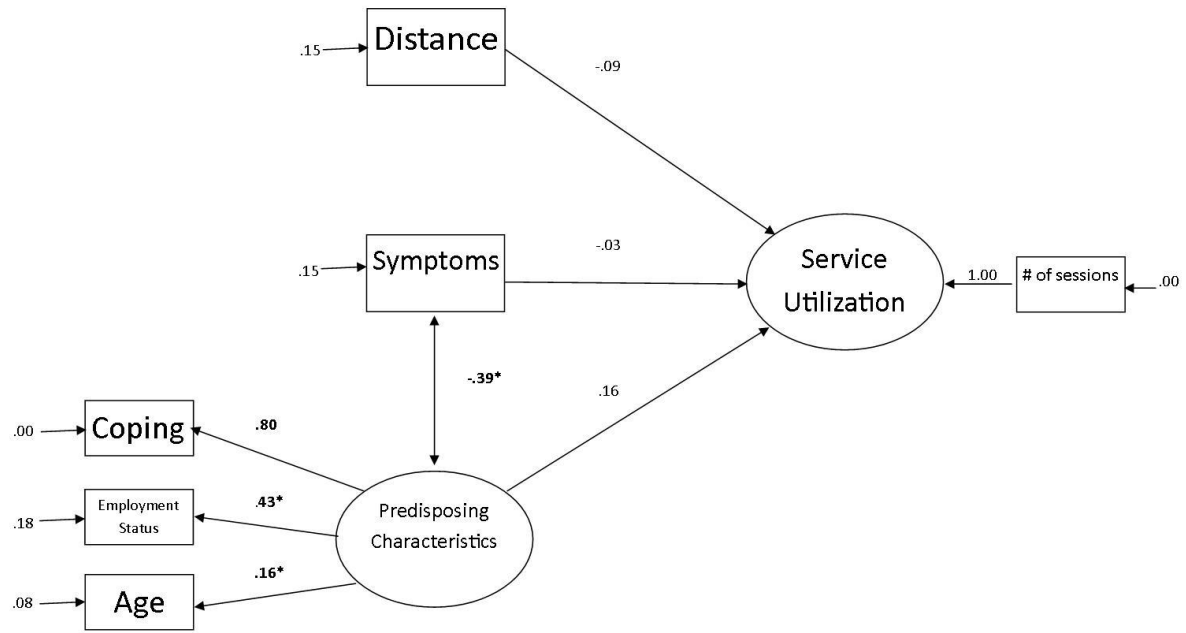 Distance
.15
-.09
Symptoms
.15
-.03
Service
Utilization
1.00
# of sessions
.00
-.39*
.16
Coping
.00
.80
Employment
Status
.18
.43*
Predisposing
Characteristics
Age
.08
.16*